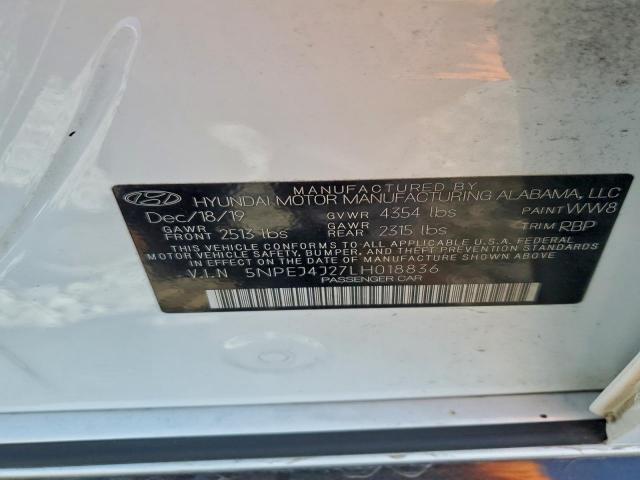 MANUFACTURED BY
HYUNDAI MOTOR MANUFACTURING ALABAMA, LLC
Dec/18/19 GVWR 4354 lbs PAINT WW8
GAWR FRONT 2513 lbs GAWR REAR 2315 lbs TRIM RBP
THIS VEHICLE CONFORMS TO ALL APPLICABLE U.S.A. FEDERAL
MOTOR VEHICLE SAFETY, BUMPER, AND THEFT PREVENTION
STANDARDS IN EFFECT ON THE DATE OF MANUFACTURE SHOWN ABOVE.
V.I.N 5NPEJ4J27LH018836
PASSENGER CAR